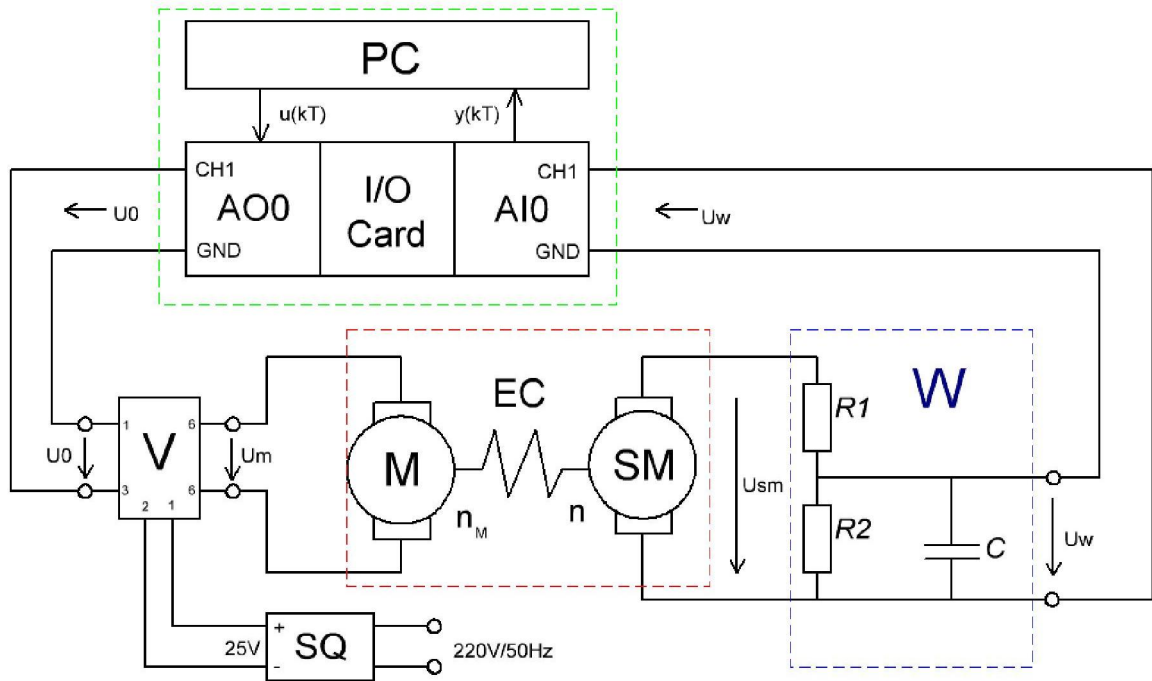 PC
u(kT)
y(kT)
CH1
CH1
AO0
I/O
Card
AI0
GND
GND
U0
Uw
EC
W
R1
1
6
U0
V
Um
M
SM
Usm
3
6
2
1
n_M
n
R2
C
Uw
25V
+
-
SQ
220V/50Hz